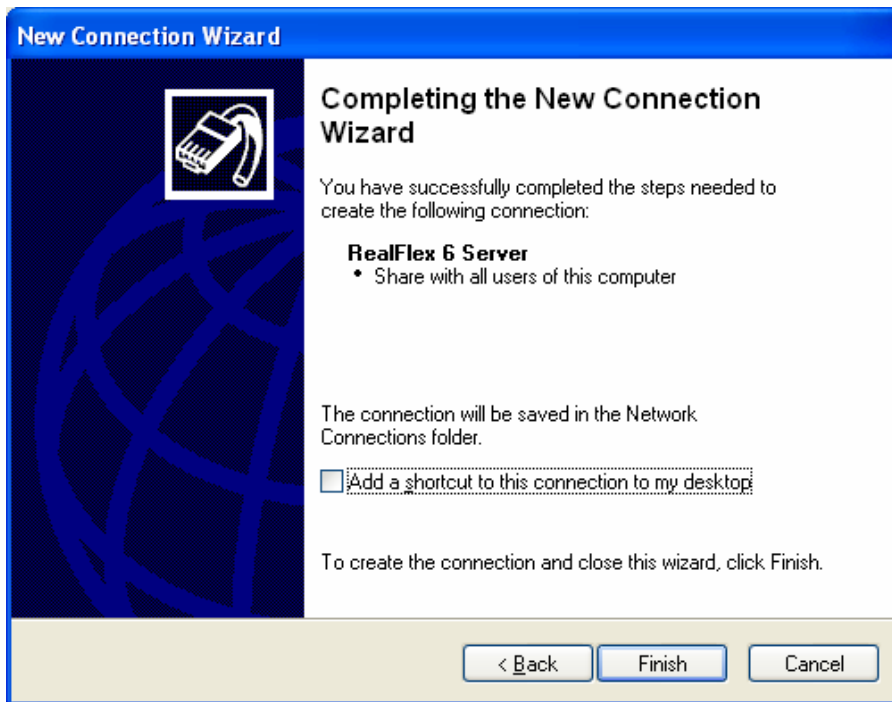 New Connection Wizard
Completing the New Connection
Wizard
You have successfully completed the steps needed to
create the following connection:
RealFlex 6 Server
• Share with all users of this computer
The connection will be saved in the Network
Connections folder.
Add a shortcut to this connection to my desktop
To create the connection and close this wizard, click Finish.
< Back Finish Cancel